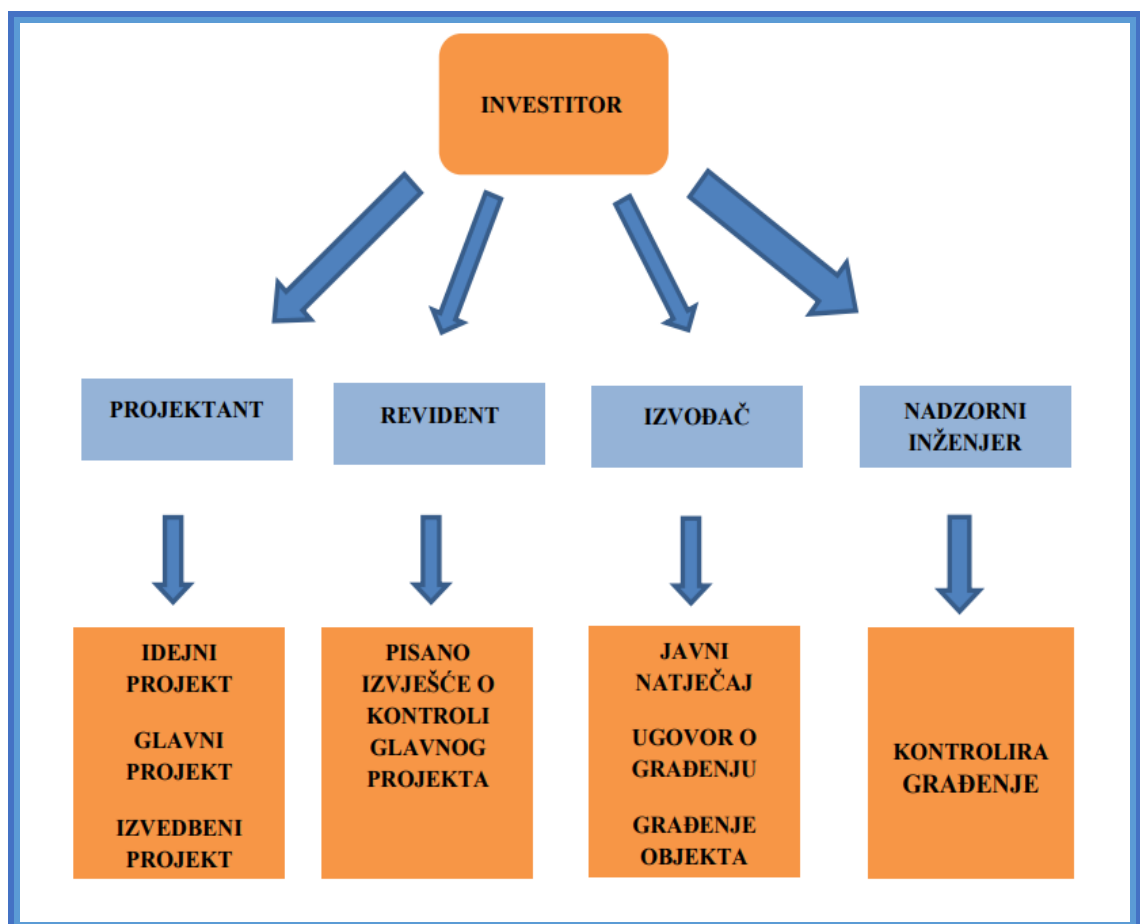 INVESTITOR
PROJEKTANT
REVIDENT
IZVOĐAČ
NADZORNI
INŽENJER
IDEJNI
PROJEKT
GLAVNI
PROJEKT
IZVEDBENI
PROJEKT
PISANO
IZVJEŠĆE O
KONTROLI
GLAVNOG
PROJEKTA
JAVNI
NATJEČAJ
UGOVOR O
GRAĐENJU
GRAĐENJE
OBJEKTA
KONTROLIRA
GRAĐENJE